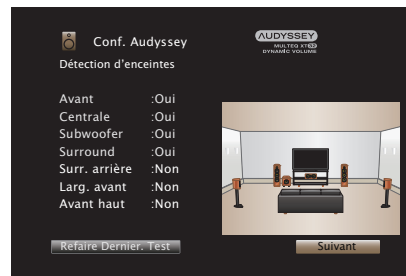 Conf. Audyssey
AUDYSSEY
MULTEQ XT32
DYNAMIC VOLUME
Détection d'enceintes
Avant :Oui
Centrale :Oui
Subwoofer :Oui
Surround :Oui
Surr. arrière :Non
Larg. avant :Non
Avant haut :Non
Refaire Dernier. Test
Suivant